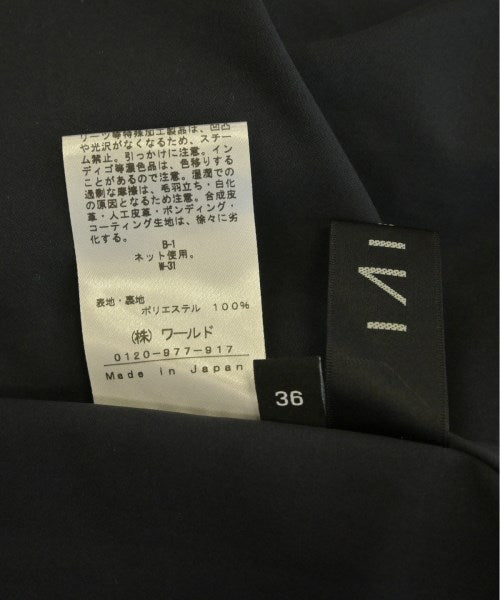 リーツ等特殊加工製品は、凹凸
や光沢がなくなるため、スチー
ム禁止。引っかけに注意。イン
ディゴ等濃色品は、色移りする
ことがあるので注意。湿潤での
過剰な摩擦は、毛羽立ち・白化
の原因となるため注意。合成皮
革・人工皮革・ボンディング・
コーティング生地は、徐々に劣
化する。
B-1
ネット使用。
W-31
表地・裏地
ポリエステル 100%
(株) ワールド
0120-977-917
Made in Japan
36